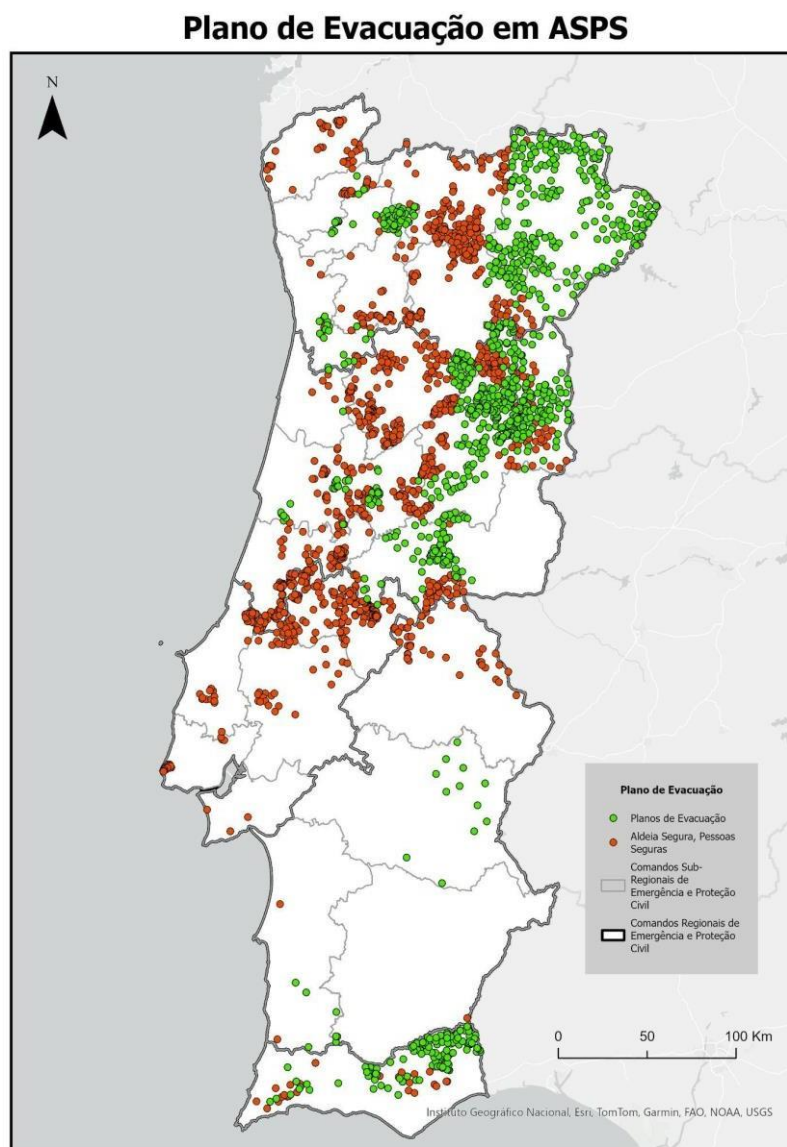 Plano de Evacuação em ASPS
N
Plano de Evacuação
Planos de Evacuação
Aldeia Segura, Pessoas
Seguras
Comandos Sub-
Regionais de
Emergência e Proteção
Civil
Comandos Regionais de
Emergência e Proteção
Civil
0 50 100 Km
Instituto Geográfico Nacional, Esri, TomTom, Garmin, FAO, NOAA, USGS